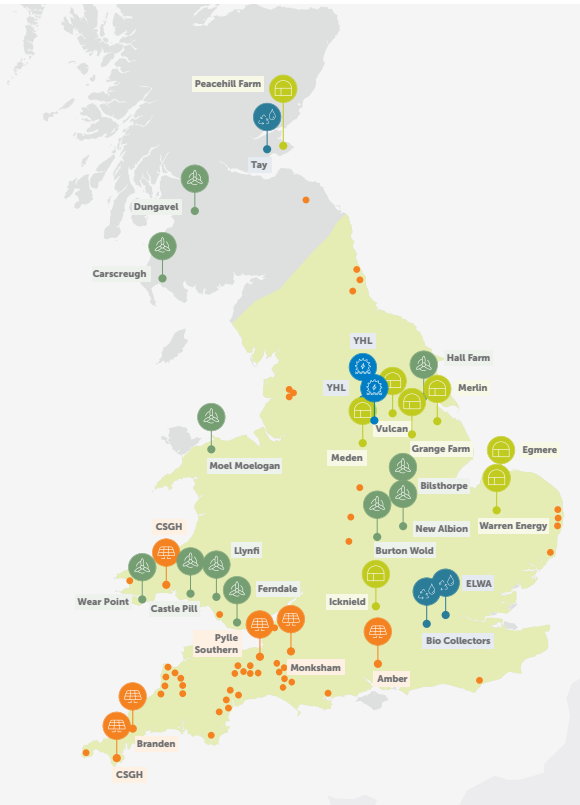 Peacehill Farm
Tay
Dungavel
Carscreugh
YHL
Hall Farm
YHL
Merlin
Vulcan
Grange Farm
Meden
Egmere
Moel Moelogan
Bilsthorpe
New Albion
Warren Energy
CSGH
Burton Wold
Llynfi
Ferndale
ELWA
Wear Point
Castle Pill
Icknield
Pylle
Southern
Bio Collectors
Monksham
Amber
Branden
CSGH